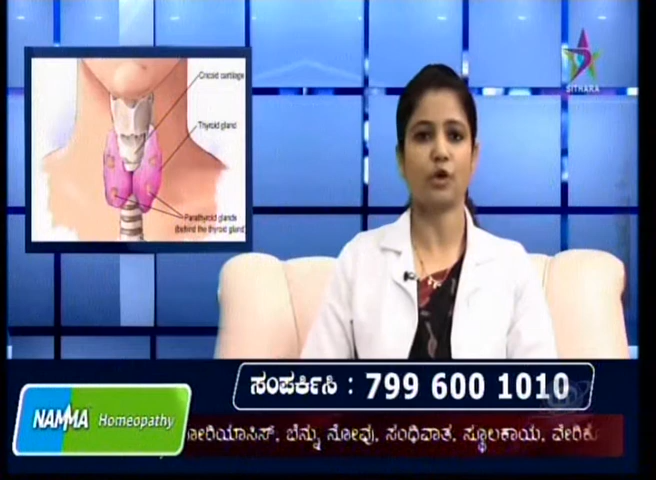 SITHARA
Cricoid cartilage
Thyroid gland
Parathyroid glands
(behind the thyroid gland)
ಸಂಪರ್ಕಿಸಿ : 799 600 1010
NAMMA Homeopathy
ಬೆನ್ನು ನೋವು, ಸಂಧಿವಾತ, ಸ್ಥೂಲಕಾಯ,